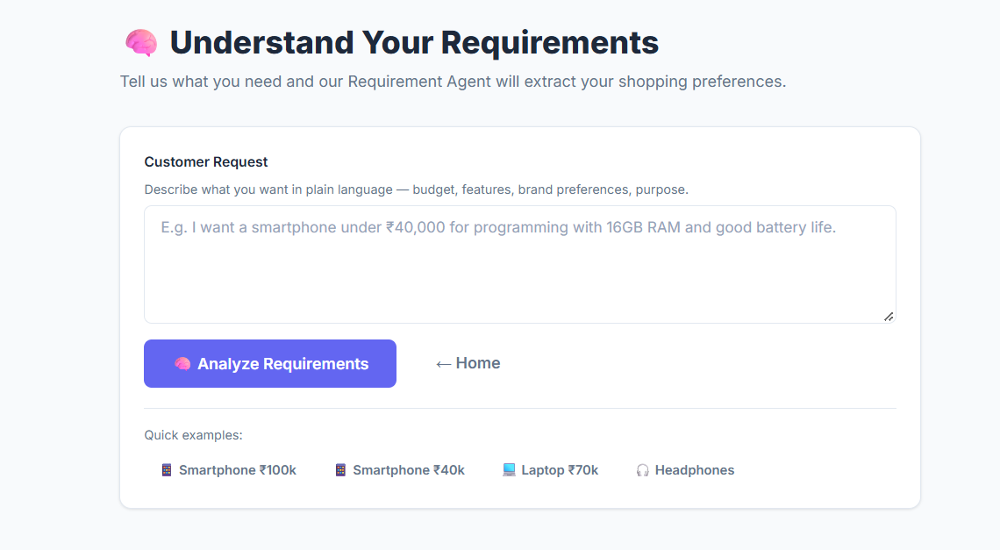 Understand Your Requirements
Tell us what you need and our Requirement Agent will extract your shopping preferences.
Customer Request
Describe what you want in plain language — budget, features, brand preferences, purpose.
E.g. I want a smartphone under ₹40,000 for programming with 16GB RAM and good battery life.
Analyze Requirements
← Home
Quick examples:
Smartphone ₹100k
Smartphone ₹40k
Laptop ₹70k
Headphones